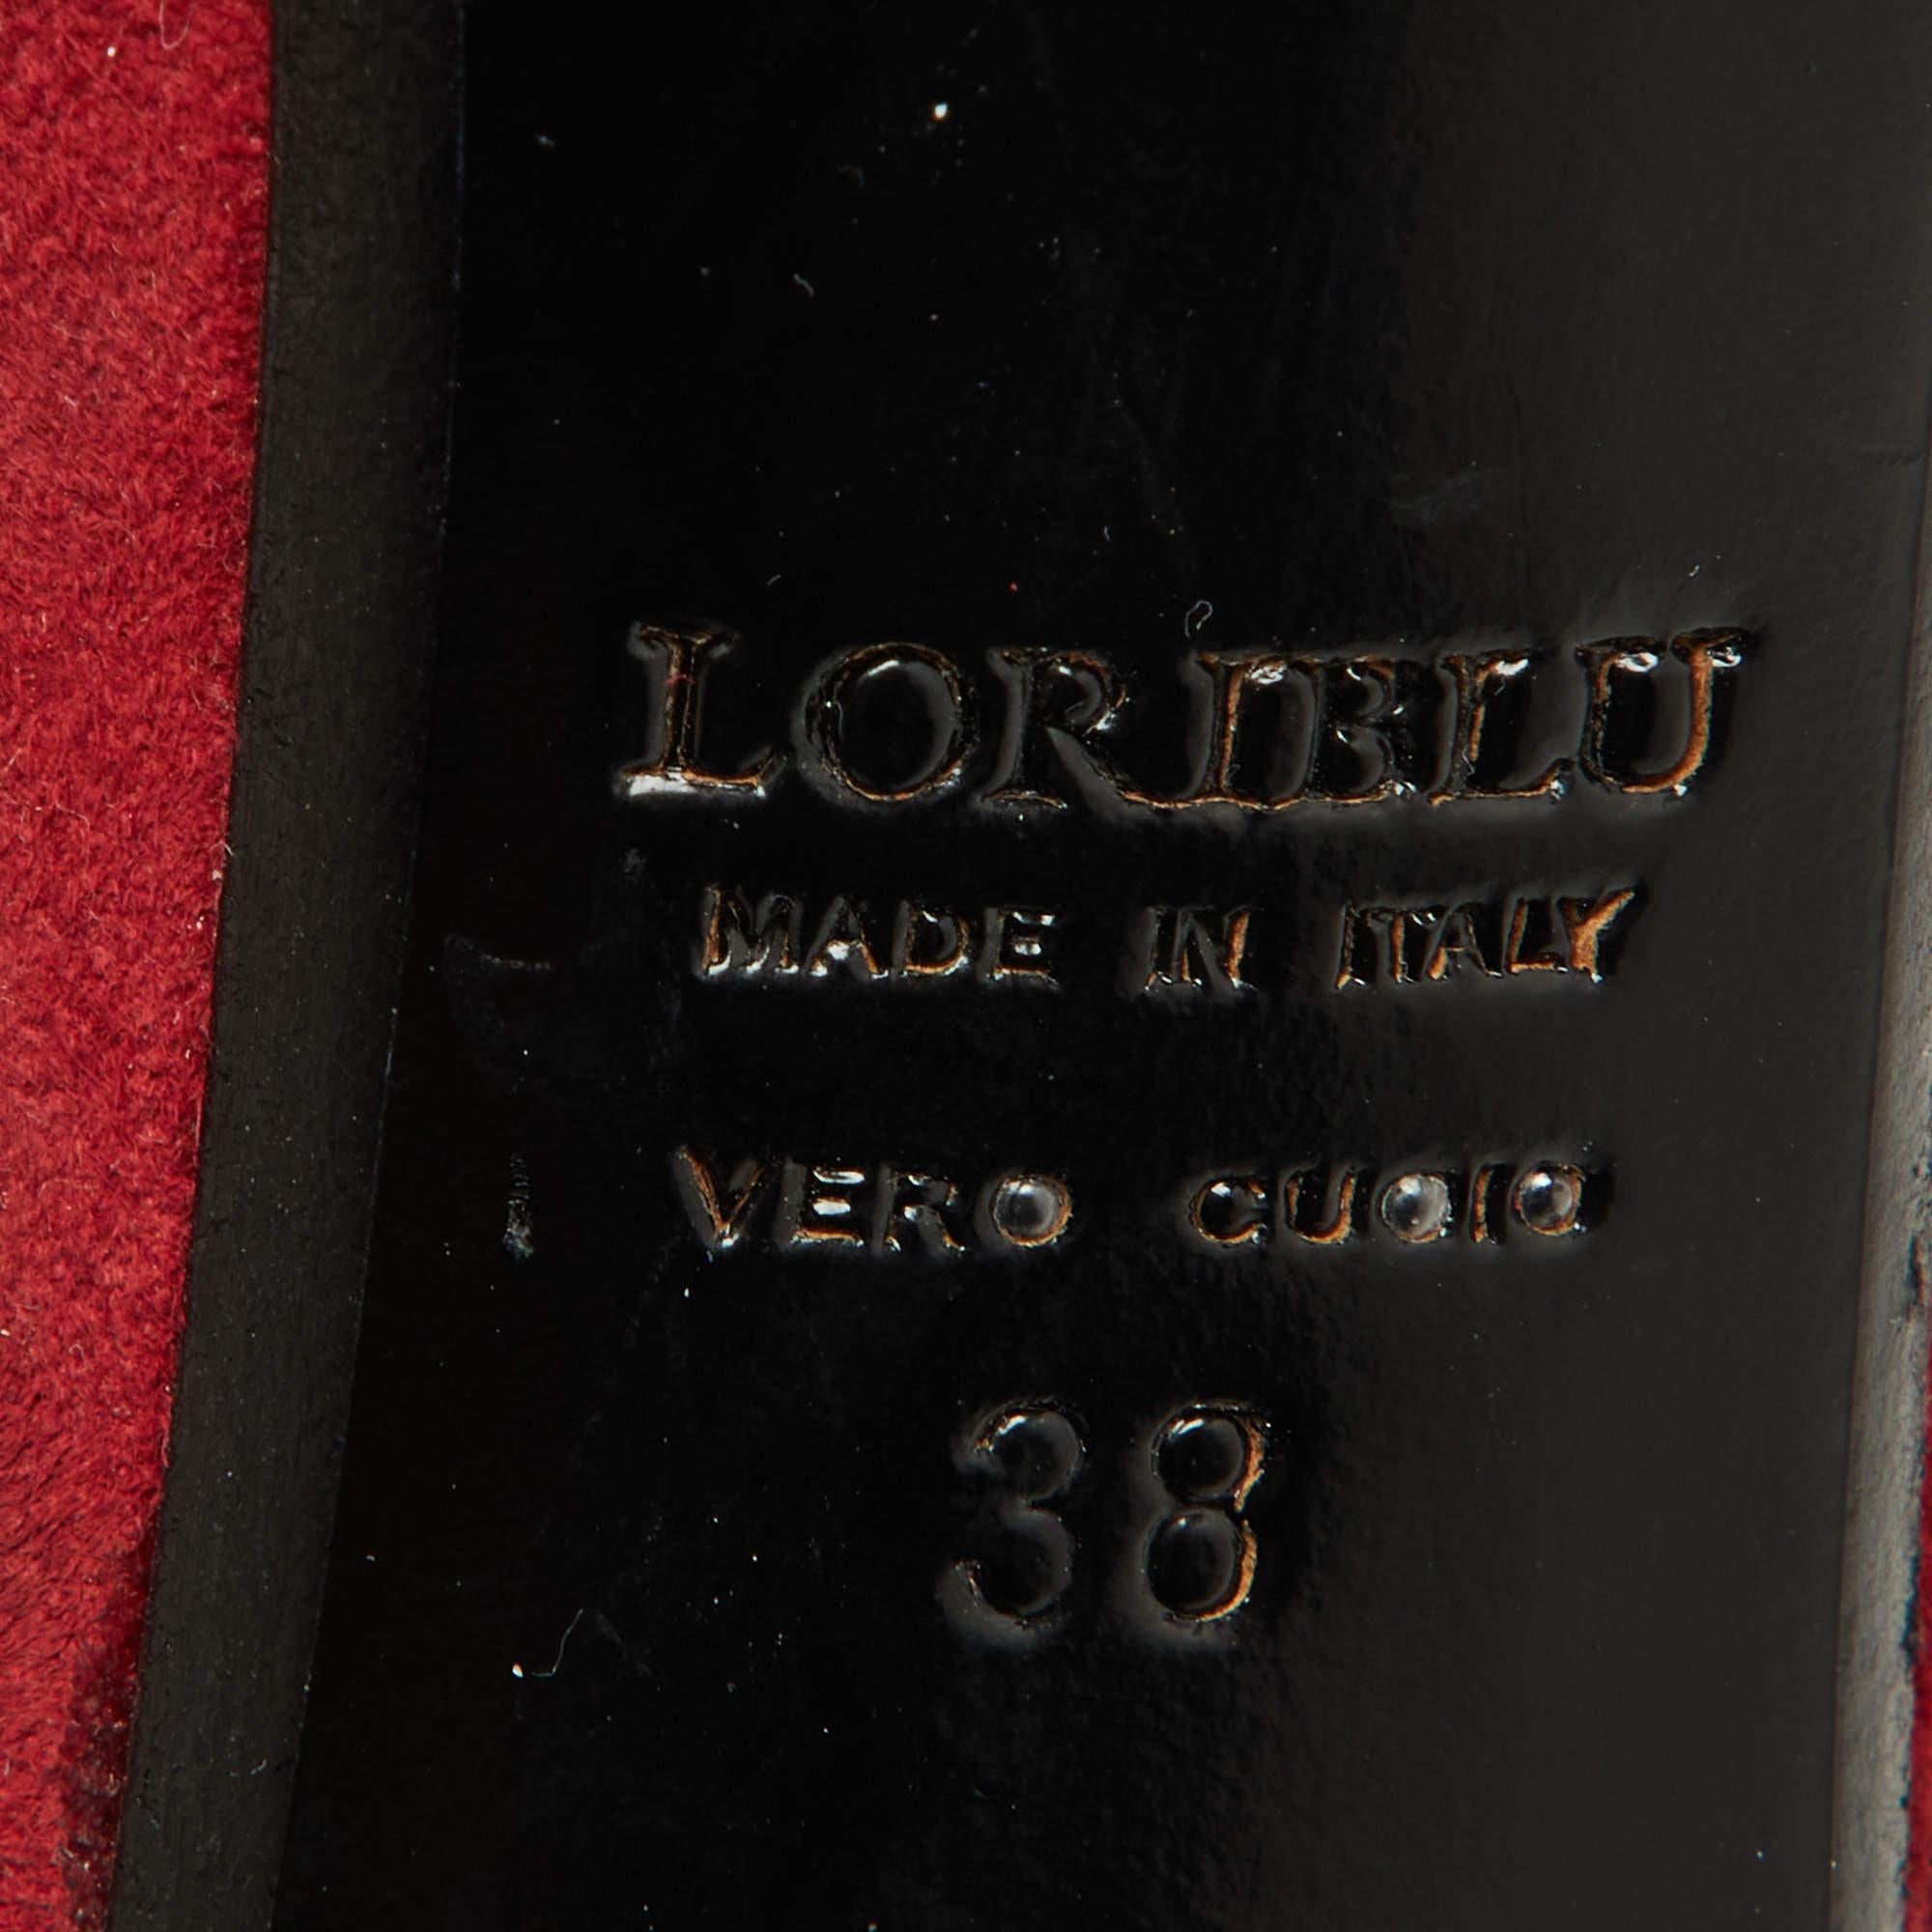 LORIBLU
MADE IN ITALY
VERO CUOIO
38